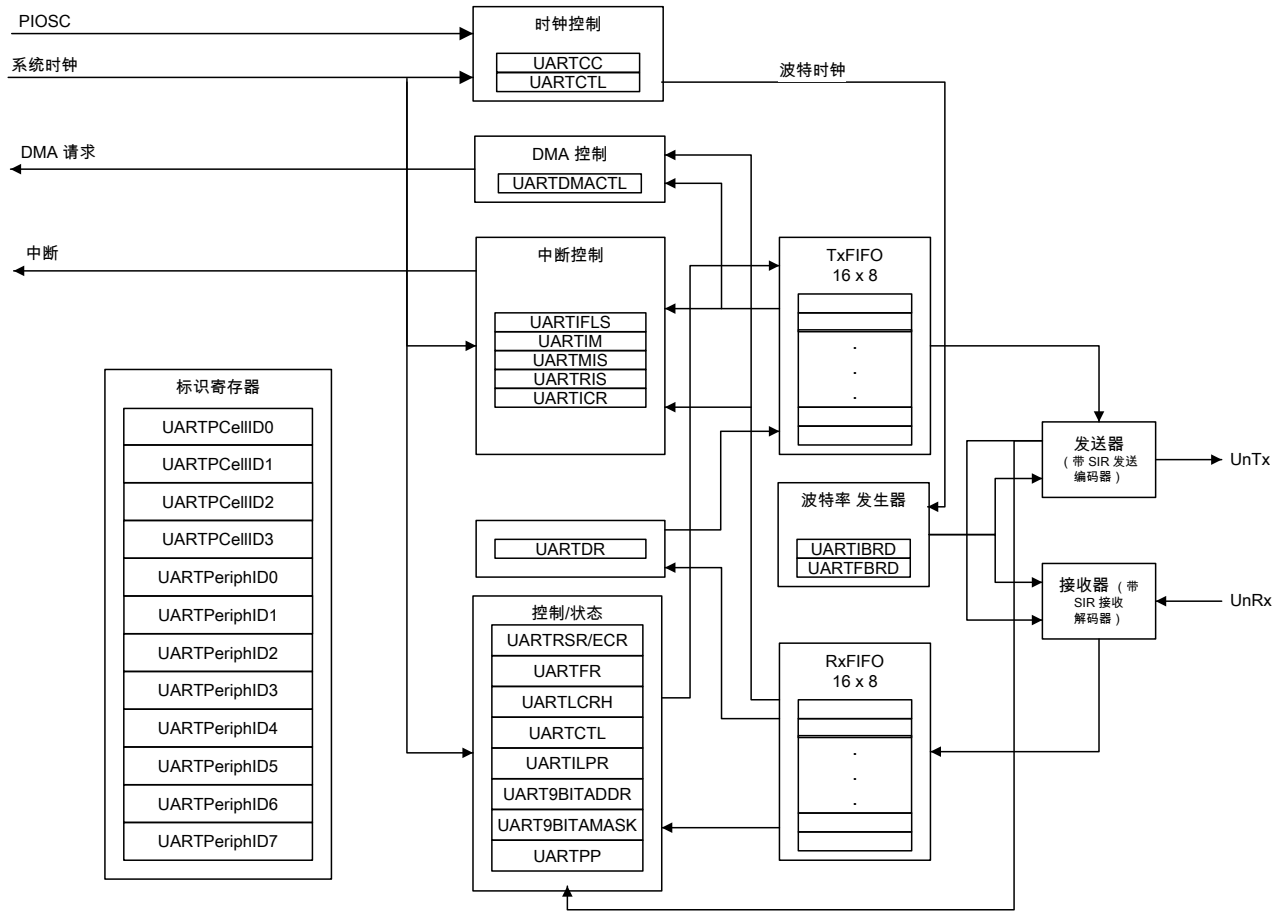 PIOSC
时钟控制
系统时钟
UARTCC
UARTCTL
波特时钟
DMA 请求
DMA 控制
UARTDMACTL
中断
中断控制
TxFIFO
16 x 8
UARTIFLS
UARTIM
UARTMIS
UARTRIS
UARTICR
.
.
.
标识寄存器
UARTPCellID0
UARTPCellID1
UARTPCellID2
UARTPCellID3
UARTPeriphID0
UARTPeriphID1
UARTPeriphID2
UARTPeriphID3
UARTPeriphID4
UARTPeriphID5
UARTPeriphID6
UARTPeriphID7
发送器
（带 SIR 发送
编码器）
UnTx
波特率 发生器
UARTIBRD
UARTFBRD
UARTDR
接收器（带
SIR 接收
解码器）
UnRx
控制/状态
UARTRSR/ECR
UARTFR
UARTLCRH
UARTCTL
UARTILPR
UART9BITADDR
UART9BITAMASK
UARTPP
RxFIFO
16 x 8
.
.
.